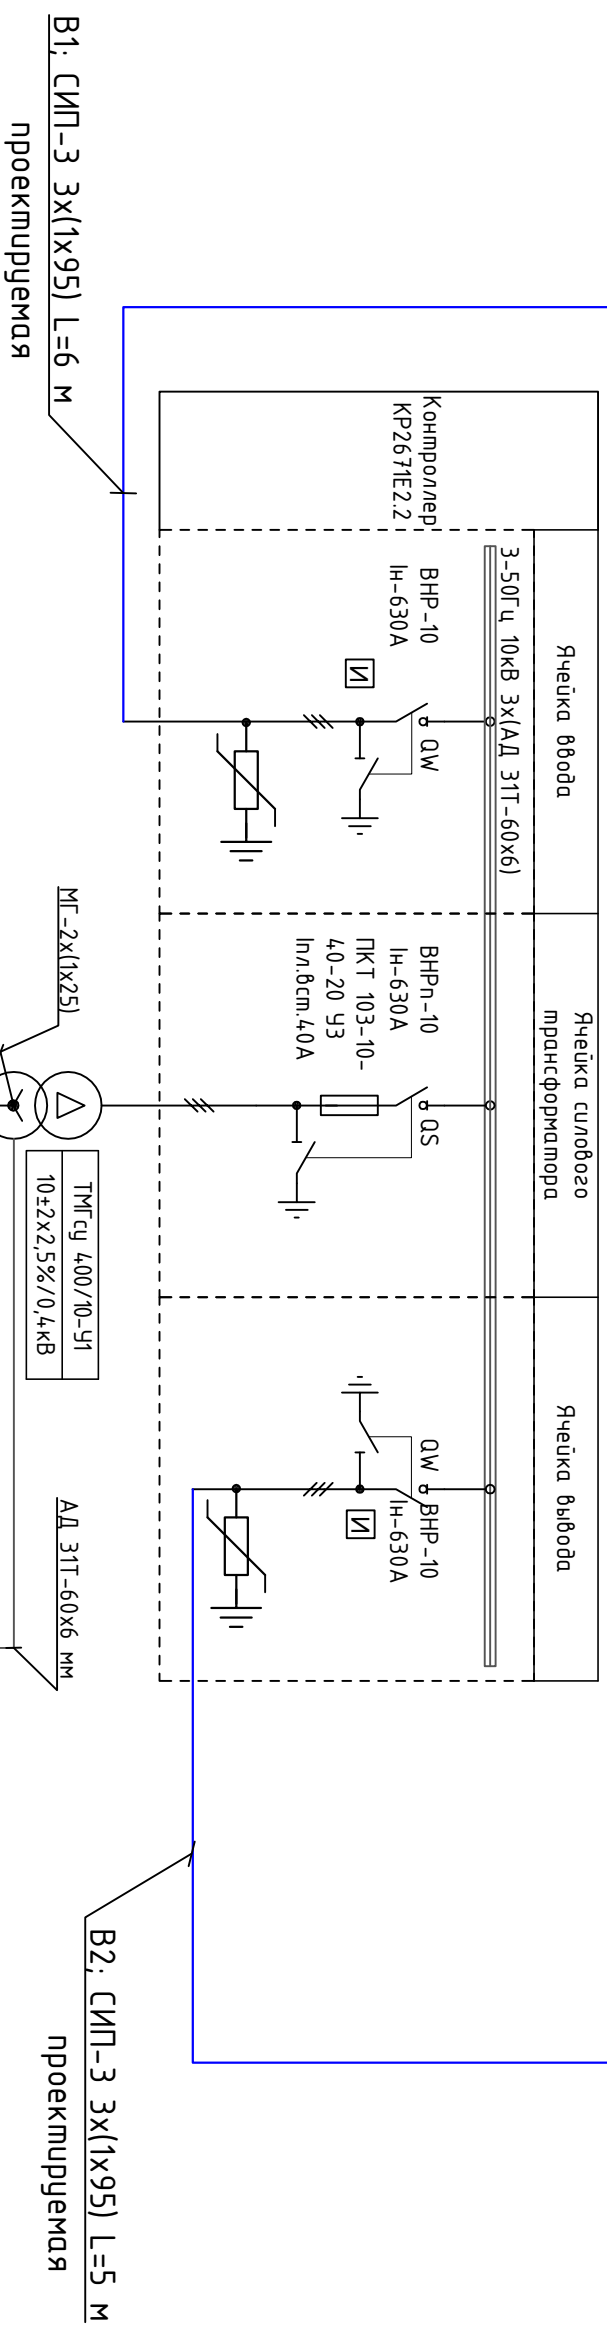 Контроллер
КР2671Е2.2
Ячейка ввода
Ячейка силового
трансформатора
Ячейка вывода
3-50Гц 10кВ 3х(АД 31Т-60х6)
ВНР-10
Iн-630А
QW
И
ВНРп-10
Iн-630А
ПКТ 103-10-
40-20 У3
Iпл.вст.40А
QS
QW
ВНР-10
Iн-630А
И
В1; СИП-3 3х(1х95) L=6 м
проектируемая
МГ-2х(1х25)
ТМГсу 400/10-У1
10±2х2,5%/0,4кВ
АД 31Т-60х6 мм
В2; СИП-3 3х(1х95) L=5 м
проектируемая